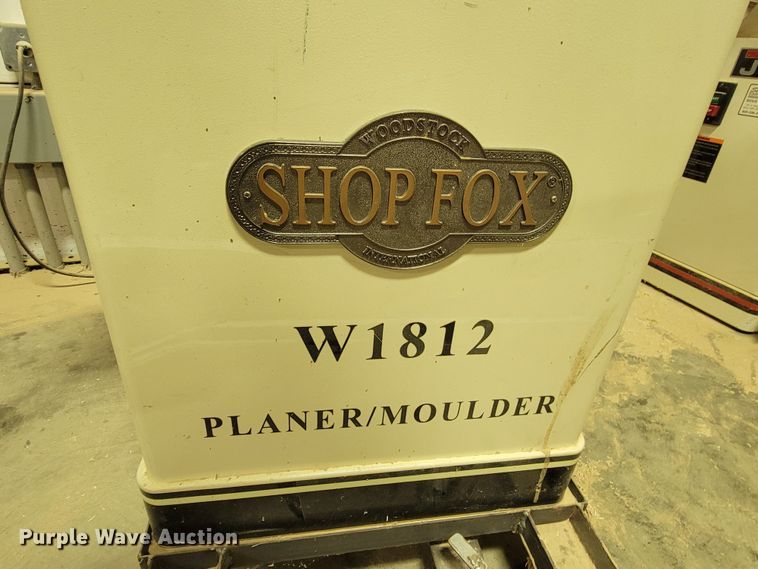 WOODSTOCK
SHOP FOX®
INTERNATIONAL
W1812
PLANER/MOULDER
J
Purple Wave Auction